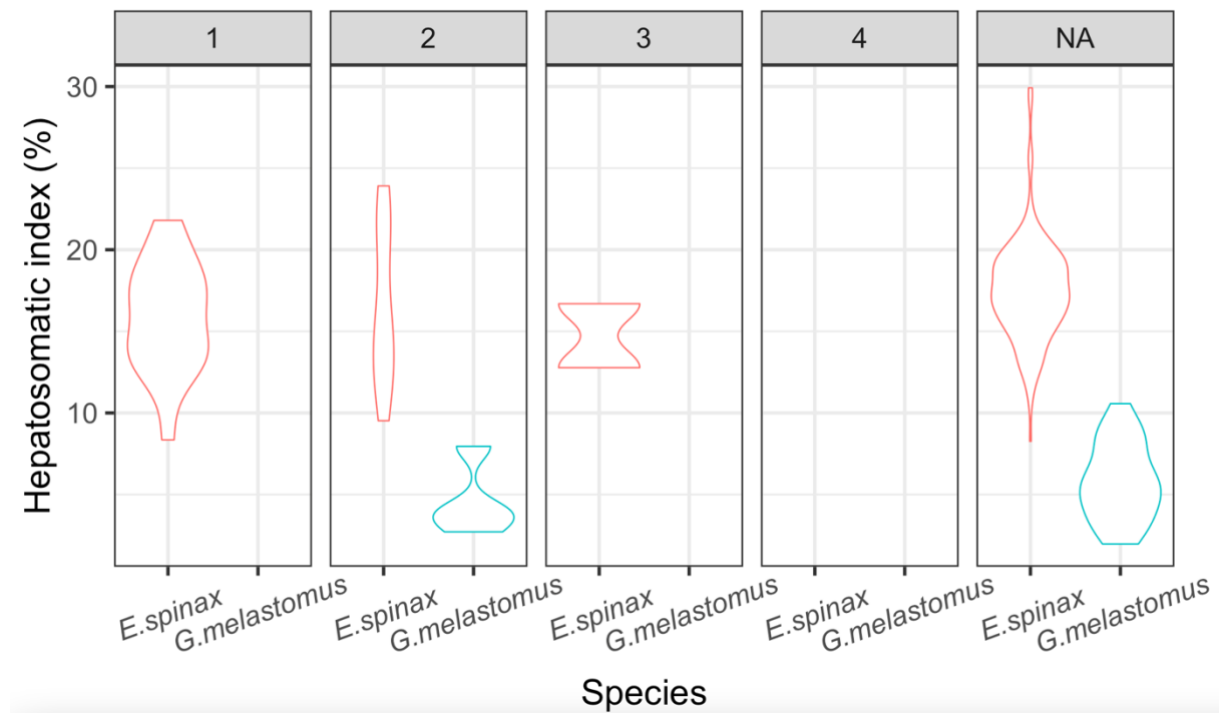 1 2 3 4 NA
Hepatosomatic index (%)
30
20
10
E.spinax G.melastomus E.spinax G.melastomus E.spinax G.melastomus E.spinax G.melastomus E.spinax G.melastomus
Species